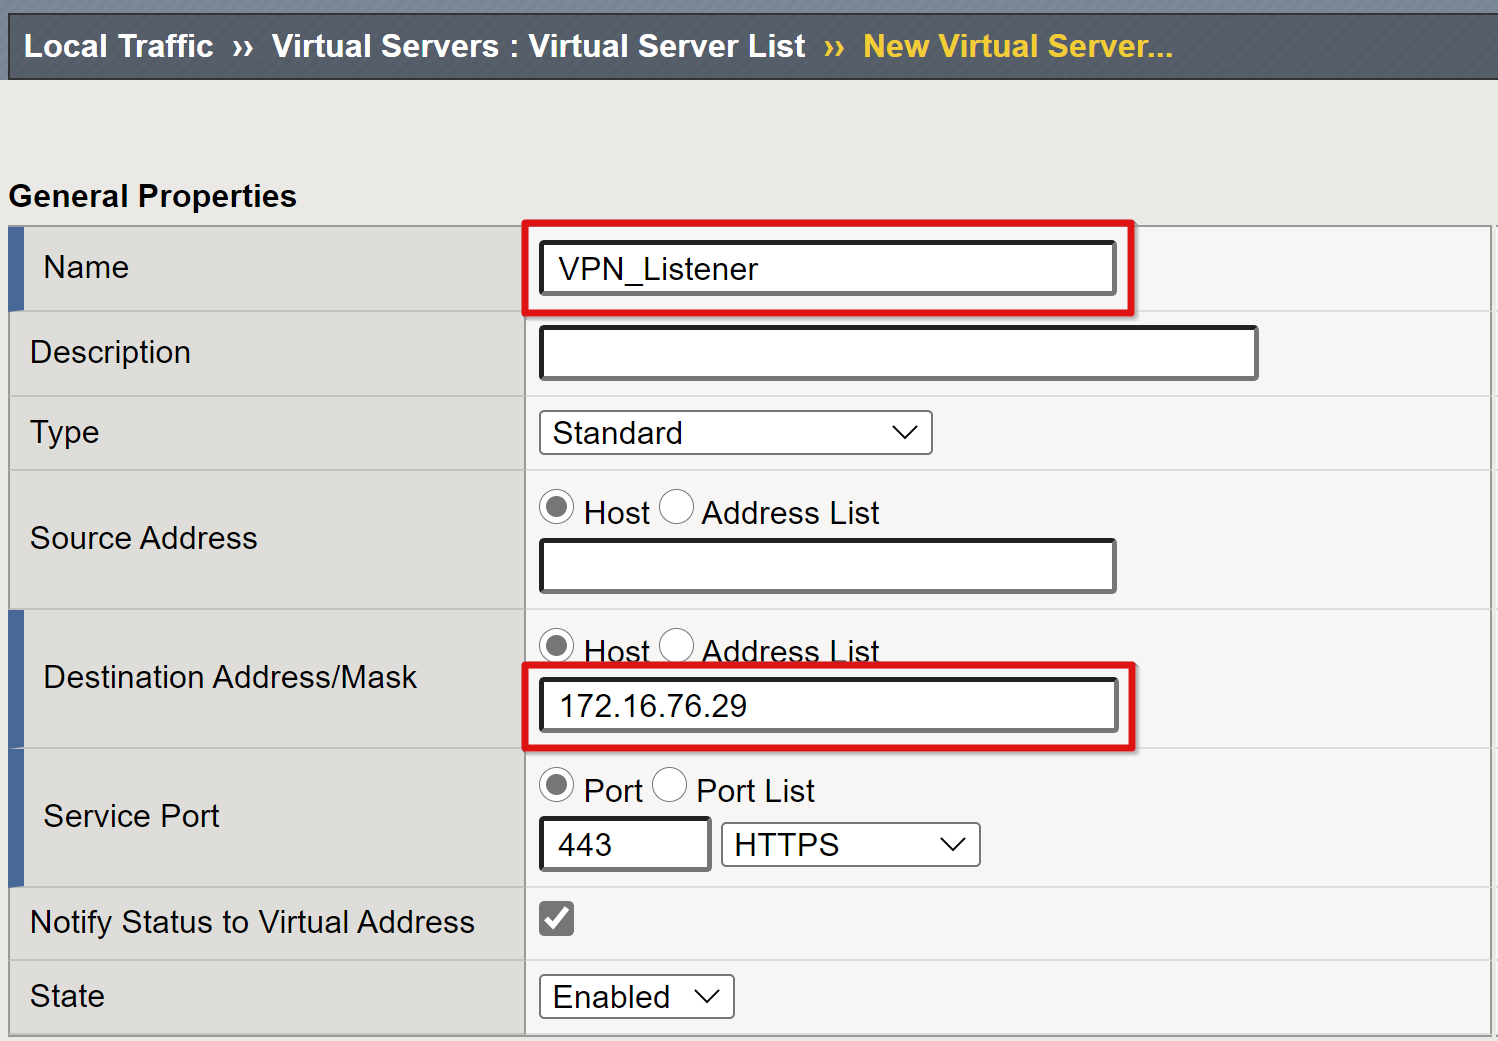 Local Traffic ›› Virtual Servers : Virtual Server List ›› New Virtual Server...
General Properties
Name VPN_Listener
Description
Type Standard
Source Address Host Address List
Destination Address/Mask Host Address List
172.16.76.29
Service Port Port Port List
443 HTTPS
Notify Status to Virtual Address
State Enabled